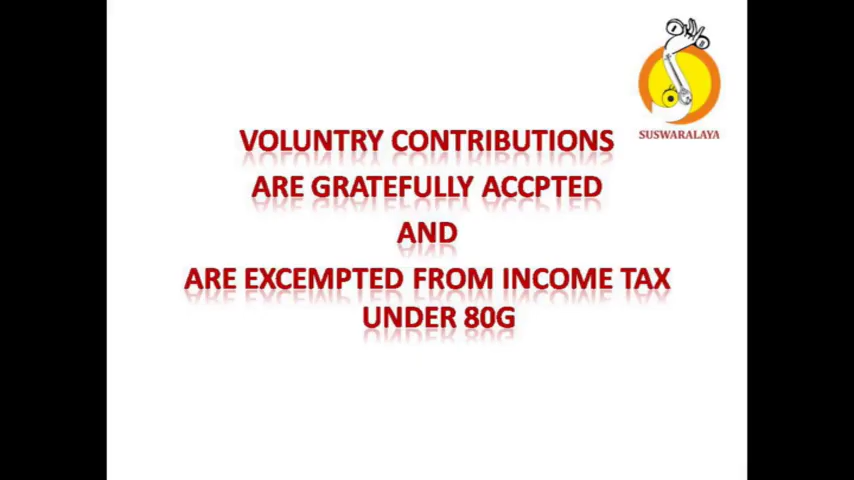 SUSWARALAYA
VOLUNTRY CONTRIBUTIONS
ARE GRATEFULLY ACCPTED
AND
ARE EXCEMPTED FROM INCOME TAX
UNDER 80G